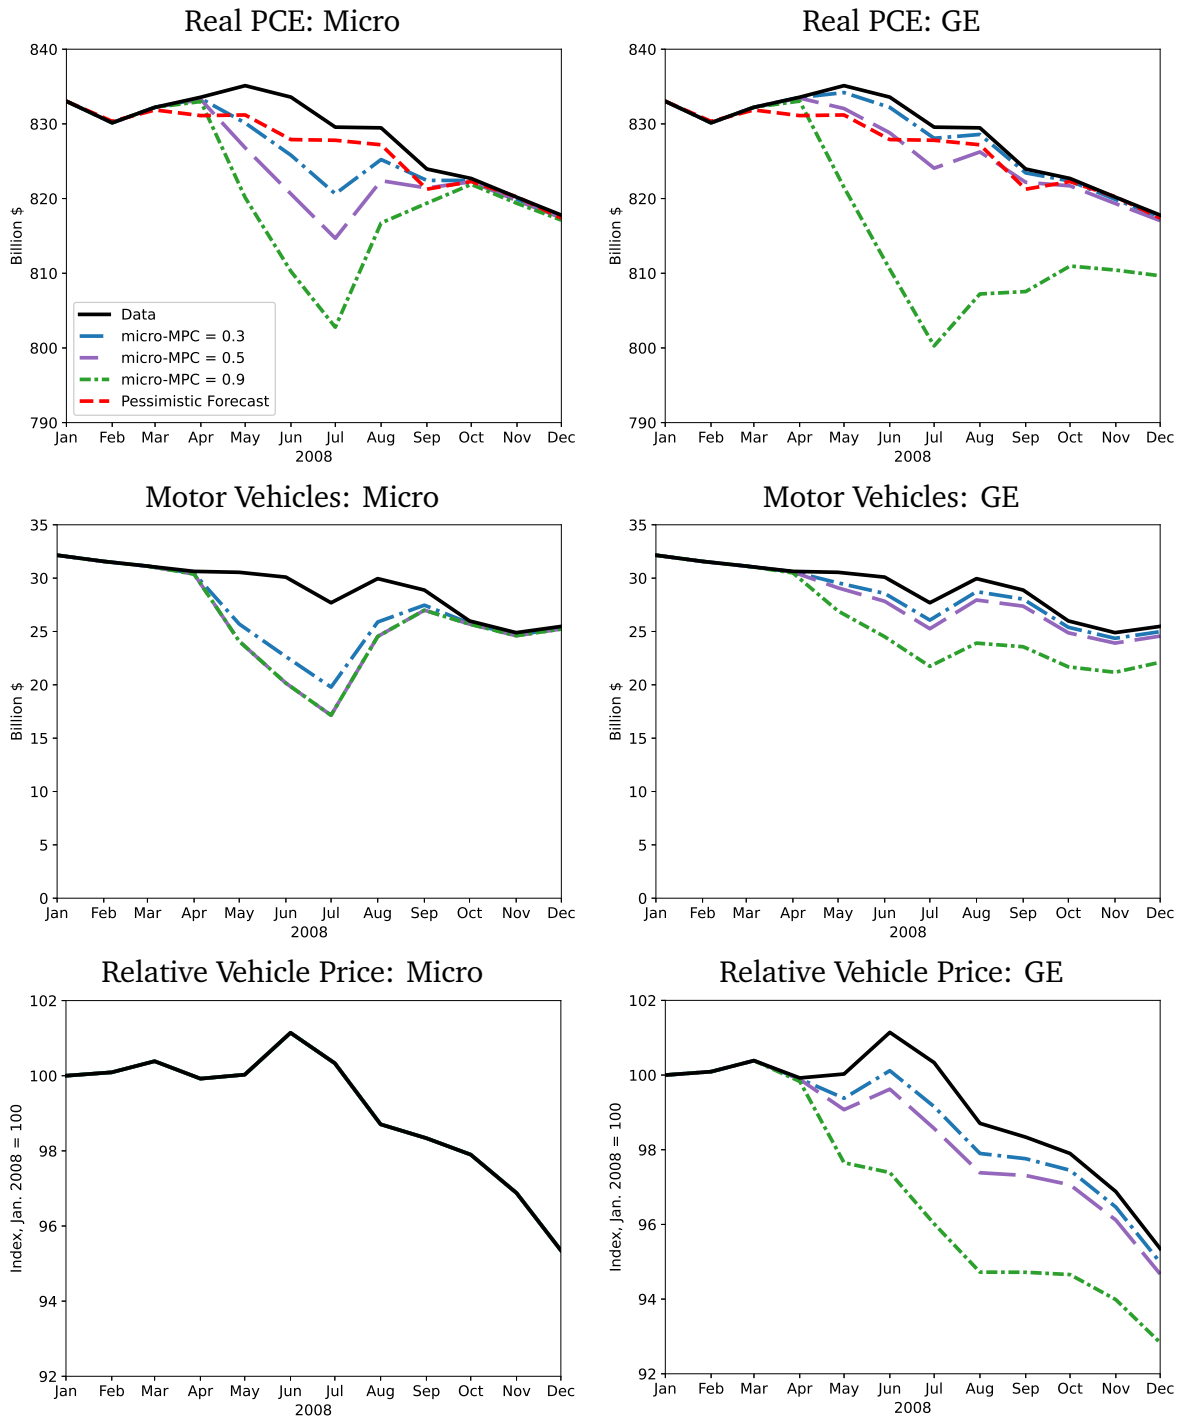 Real PCE: Micro
840
830
820
810
800
790
Billion $
Data
micro-MPC = 0.3
micro-MPC = 0.5
micro-MPC = 0.9
Pessimistic Forecast
Jan Feb Mar Apr May Jun Jul Aug Sep Oct Nov Dec
2008
Real PCE: GE
840
830
820
810
800
790
Billion $
Jan Feb Mar Apr May Jun Jul Aug Sep Oct Nov Dec
2008
Motor Vehicles: Micro
35
30
25
20
15
10
5
0
Billion $
Jan Feb Mar Apr May Jun Jul Aug Sep Oct Nov Dec
2008
Motor Vehicles: GE
35
30
25
20
15
10
5
0
Billion $
Jan Feb Mar Apr May Jun Jul Aug Sep Oct Nov Dec
2008
Relative Vehicle Price: Micro
102
100
98
96
94
92
Index, Jan. 2008 = 100
Jan Feb Mar Apr May Jun Jul Aug Sep Oct Nov Dec
2008
Relative Vehicle Price: GE
102
100
98
96
94
92
Index, Jan. 2008 = 100
Jan Feb Mar Apr May Jun Jul Aug Sep Oct Nov Dec
2008